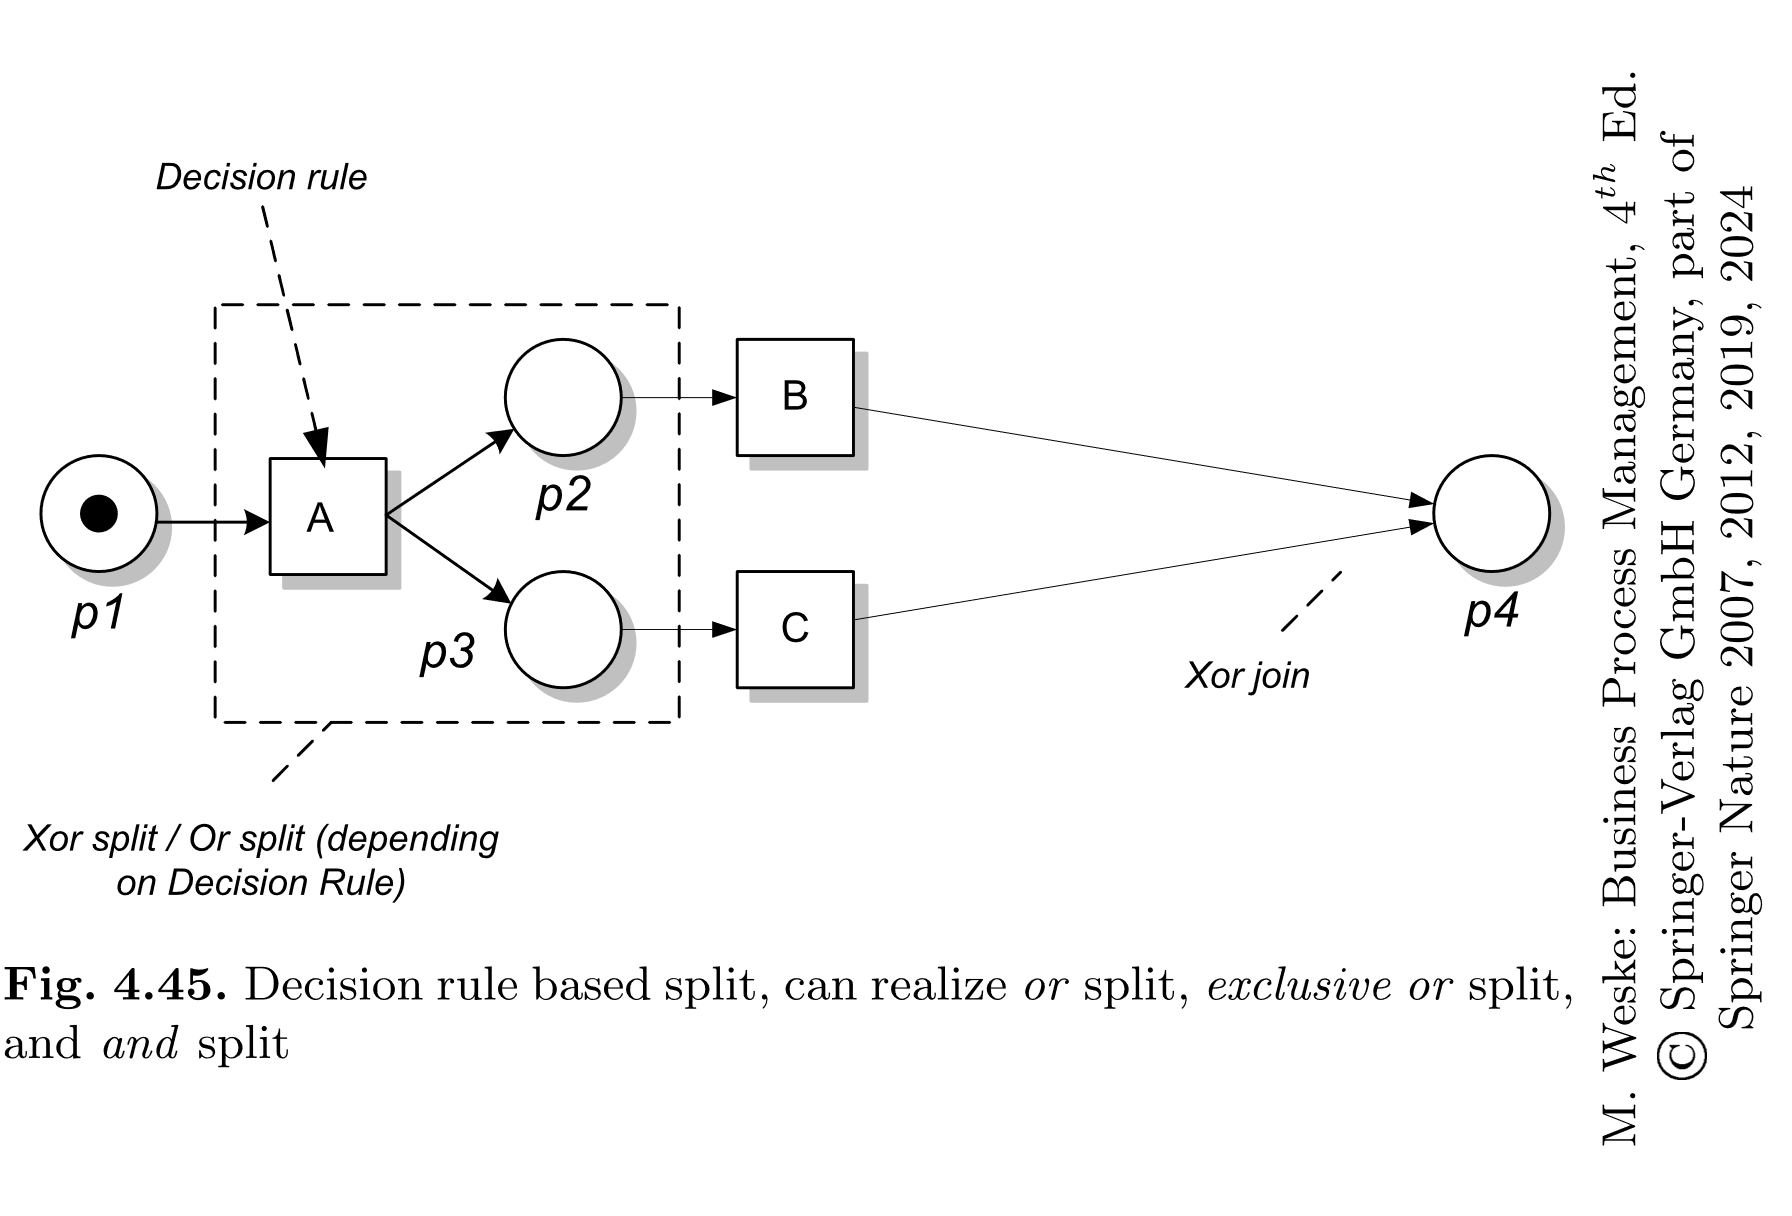 Decision rule
A
B
C
p1
p2
p3
p4
Xor join
Xor split / Or split (depending
on Decision Rule)
Fig. 4.45. Decision rule based split, can realize or split, exclusive or split,
and and split
M. Weske: Business Process Management, 4th Ed.
© Springer-Verlag GmbH Germany, part of
Springer Nature 2007, 2012, 2019, 2024